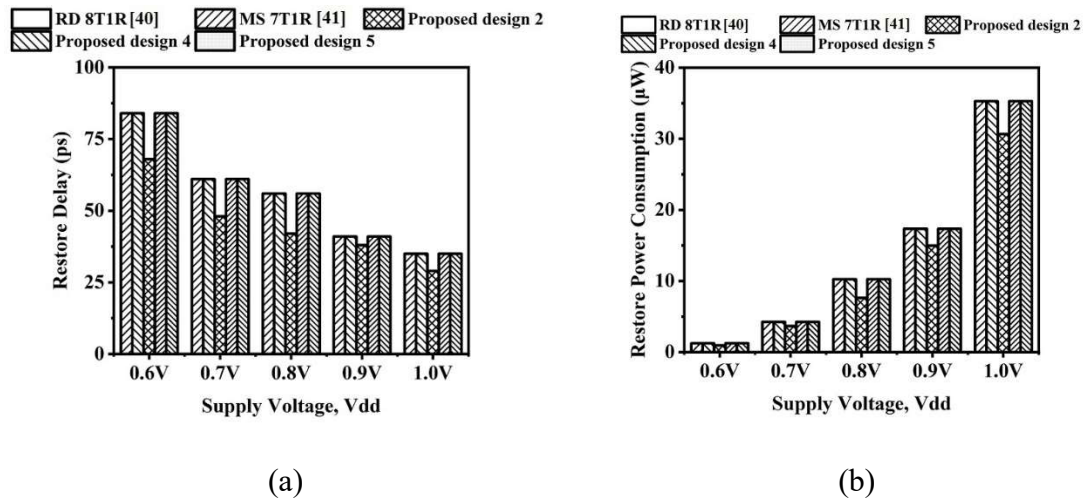 RD 8T1R [40] MS 7T1R [41] Proposed design 2
Proposed design 4 Proposed design 5
100
75
50
25
0
Restore Delay (ps)
0.6V 0.7V 0.8V 0.9V 1.0V
Supply Voltage, Vdd
(a)
RD 8T1R [40] MS 7T1R [41] Proposed design 2
Proposed design 4 Proposed design 5
40
30
20
10
0
Restore Power Consumption (μW)
0.6V 0.7V 0.8V 0.9V 1.0V
Supply Voltage, Vdd
(b)